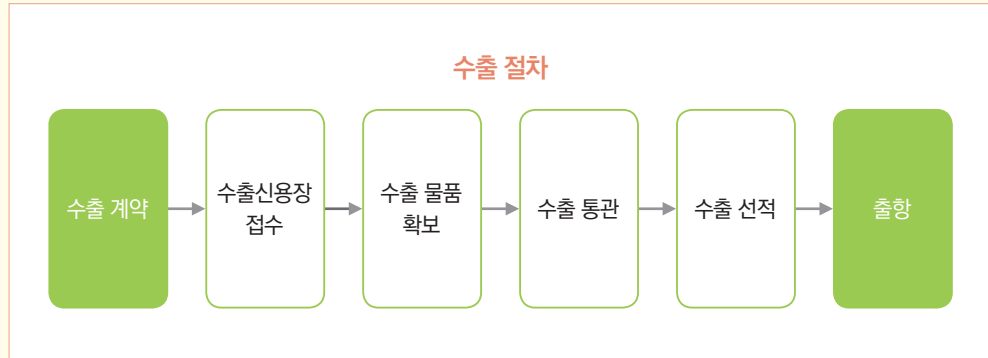 수출 절차
수출 계약
수출신용장
접수
수출 물품
확보
수출 통관
수출 선적
출항